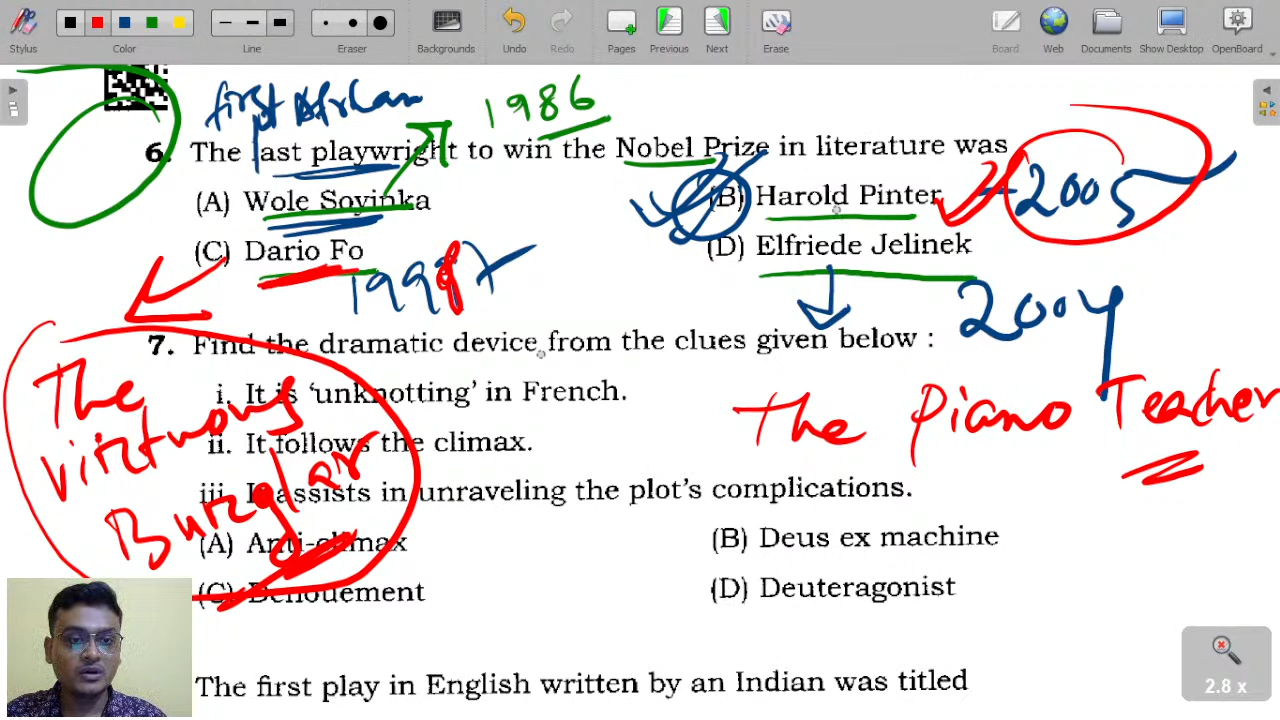 Stylus Color Line Eraser Backgrounds Undo Redo Pages Previous Next Erase Board Web Documents Show Desktop OpenBoard
first African
1986
6. The last playwright to win the Nobel Prize in literature was
(A) Wole Soyinka (B) Harold Pinter 2005
(C) Dario Fo (D) Elfriede Jelinek
2004
7. Find the dramatic device from the clues given below :
i. It is 'unknotting' in French.
The Piano Teacher
ii. It follows the climax.
The
virtuous
Burglar
iii. It assists in unraveling the plot's complications.
(A) Anti-climax (B) Deus ex machine
(C) Denouement (D) Deuteragonist
The first play in English written by an Indian was titled
2.8 x